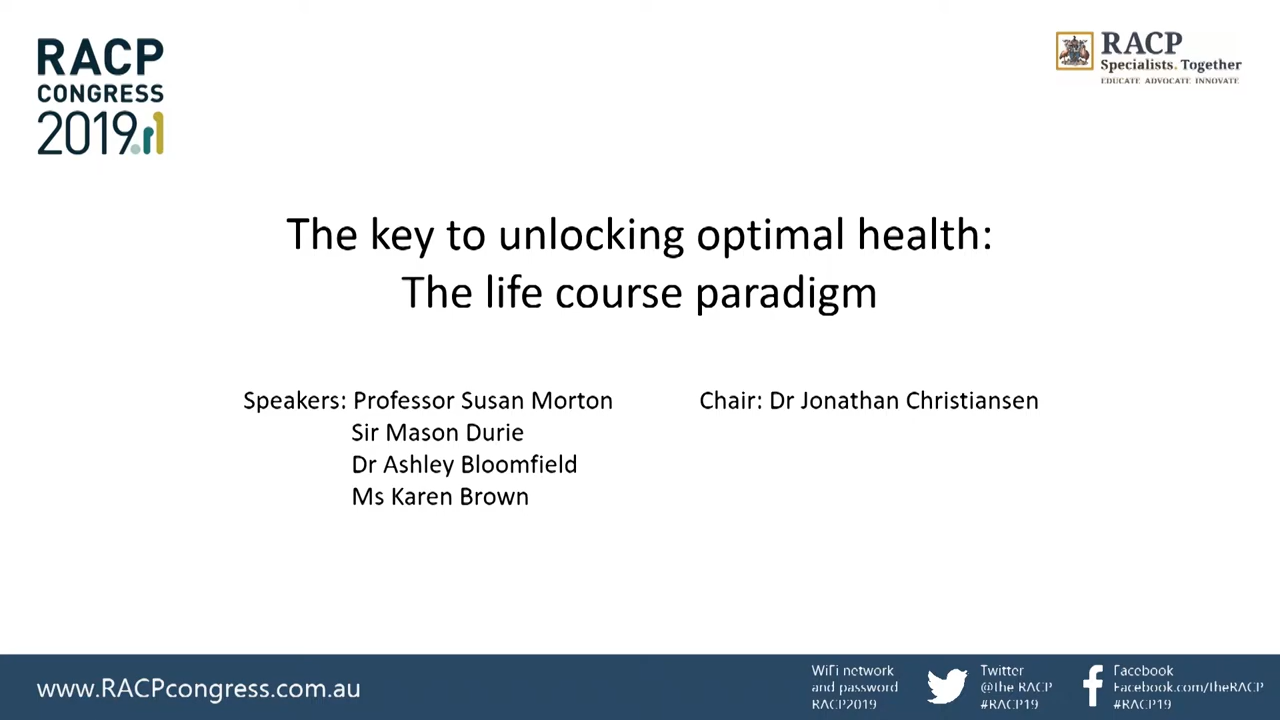 RACP
CONGRESS
2019
RACP
Specialists. Together
EDUCATE ADVOCATE INNOVATE
The key to unlocking optimal health:
The life course paradigm
Speakers: Professor Susan Morton
Sir Mason Durie
Dr Ashley Bloomfield
Ms Karen Brown
Chair: Dr Jonathan Christiansen
www.RACPcongress.com.au
WiFi network
and password
RACP2019
Twitter
@the RACP
#RACP19
Facebook
Facebook.com/theRACP
#RACP19